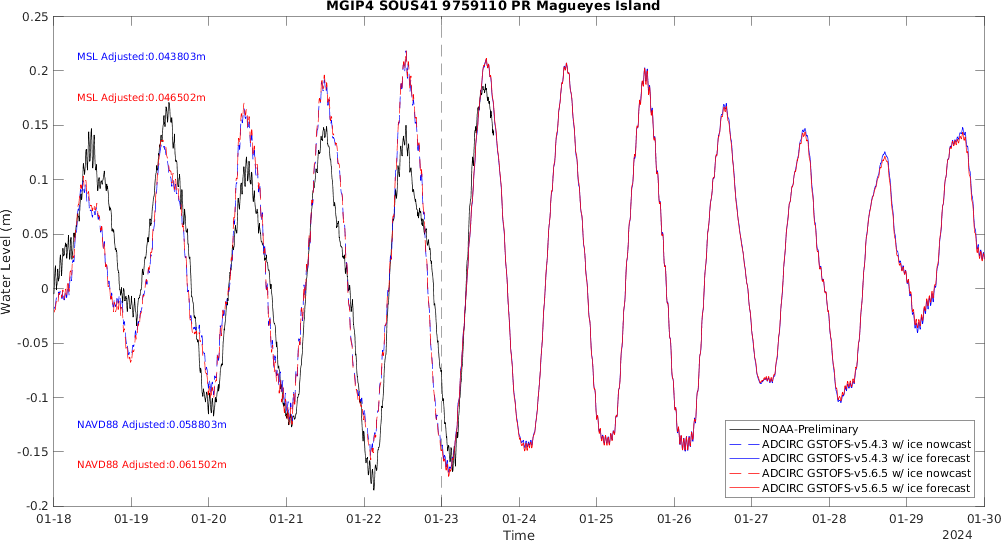 MGIP4 SOUS41 9759110 PR Magueyes Island
0.25
0.2
0.15
0.1
0.05
0
-0.05
-0.1
-0.15
-0.2
Water Level (m)
MSL Adjusted:0.043803m
MSL Adjusted:0.046502m
NAVD88 Adjusted:0.058803m
NAVD88 Adjusted:0.061502m
NOAA-Preliminary
ADCIRC GSTOFS-v5.4.3 w/ ice nowcast
ADCIRC GSTOFS-v5.4.3 w/ ice forecast
ADCIRC GSTOFS-v5.6.5 w/ ice nowcast
ADCIRC GSTOFS-v5.6.5 w/ ice forecast
01-18 01-19 01-20 01-21 01-22 01-23 01-24 01-25 01-26 01-27 01-28 01-29 01-30
Time
2024